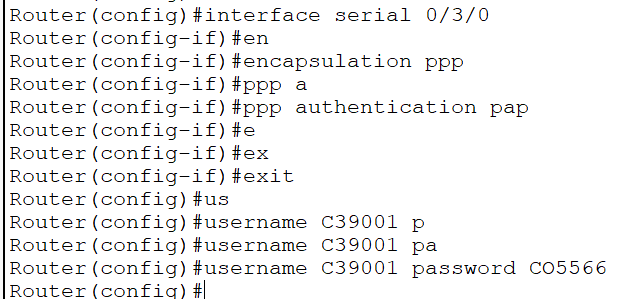 Router(config)#interface serial 0/3/0
Router(config-if)#en
Router(config-if)#encapsulation ppp
Router(config-if)#ppp a
Router(config-if)#ppp authentication pap
Router(config-if)#e
Router(config-if)#ex
Router(config-if)#exit
Router(config)#us
Router(config)#username C39001 p
Router(config)#username C39001 pa
Router(config)#username C39001 password CO5566
Router(config)#